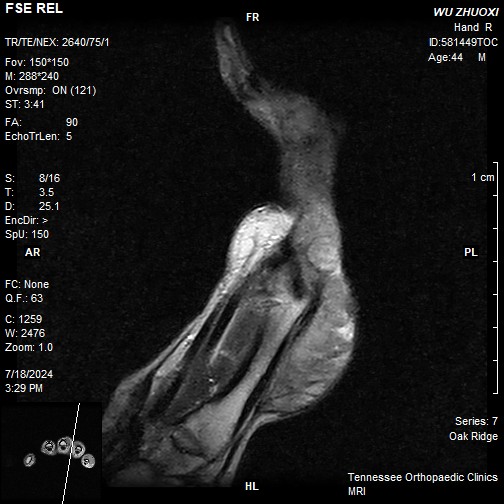 FSE REL
FR
WU ZHUOXI
Hand R
TR/TE/NEX: 2640/75/1
ID:581449TOC
Age:44 M
Fov: 150*150
M: 288*240
Ovrsmp: ON (121)
ST: 3:41
FA: 90
EchoTrLen: 5
S: 8/16
T: 3.5
D: 25.1
EncDir: >
SpU: 150
1 cm
AR
PL
FC: None
Q.F.: 63
C: 1259
W: 2476
Zoom: 1.0
7/18/2024
3:29 PM
Series: 7
Oak Ridge
HL
Tennessee Orthopaedic Clinics
MRI